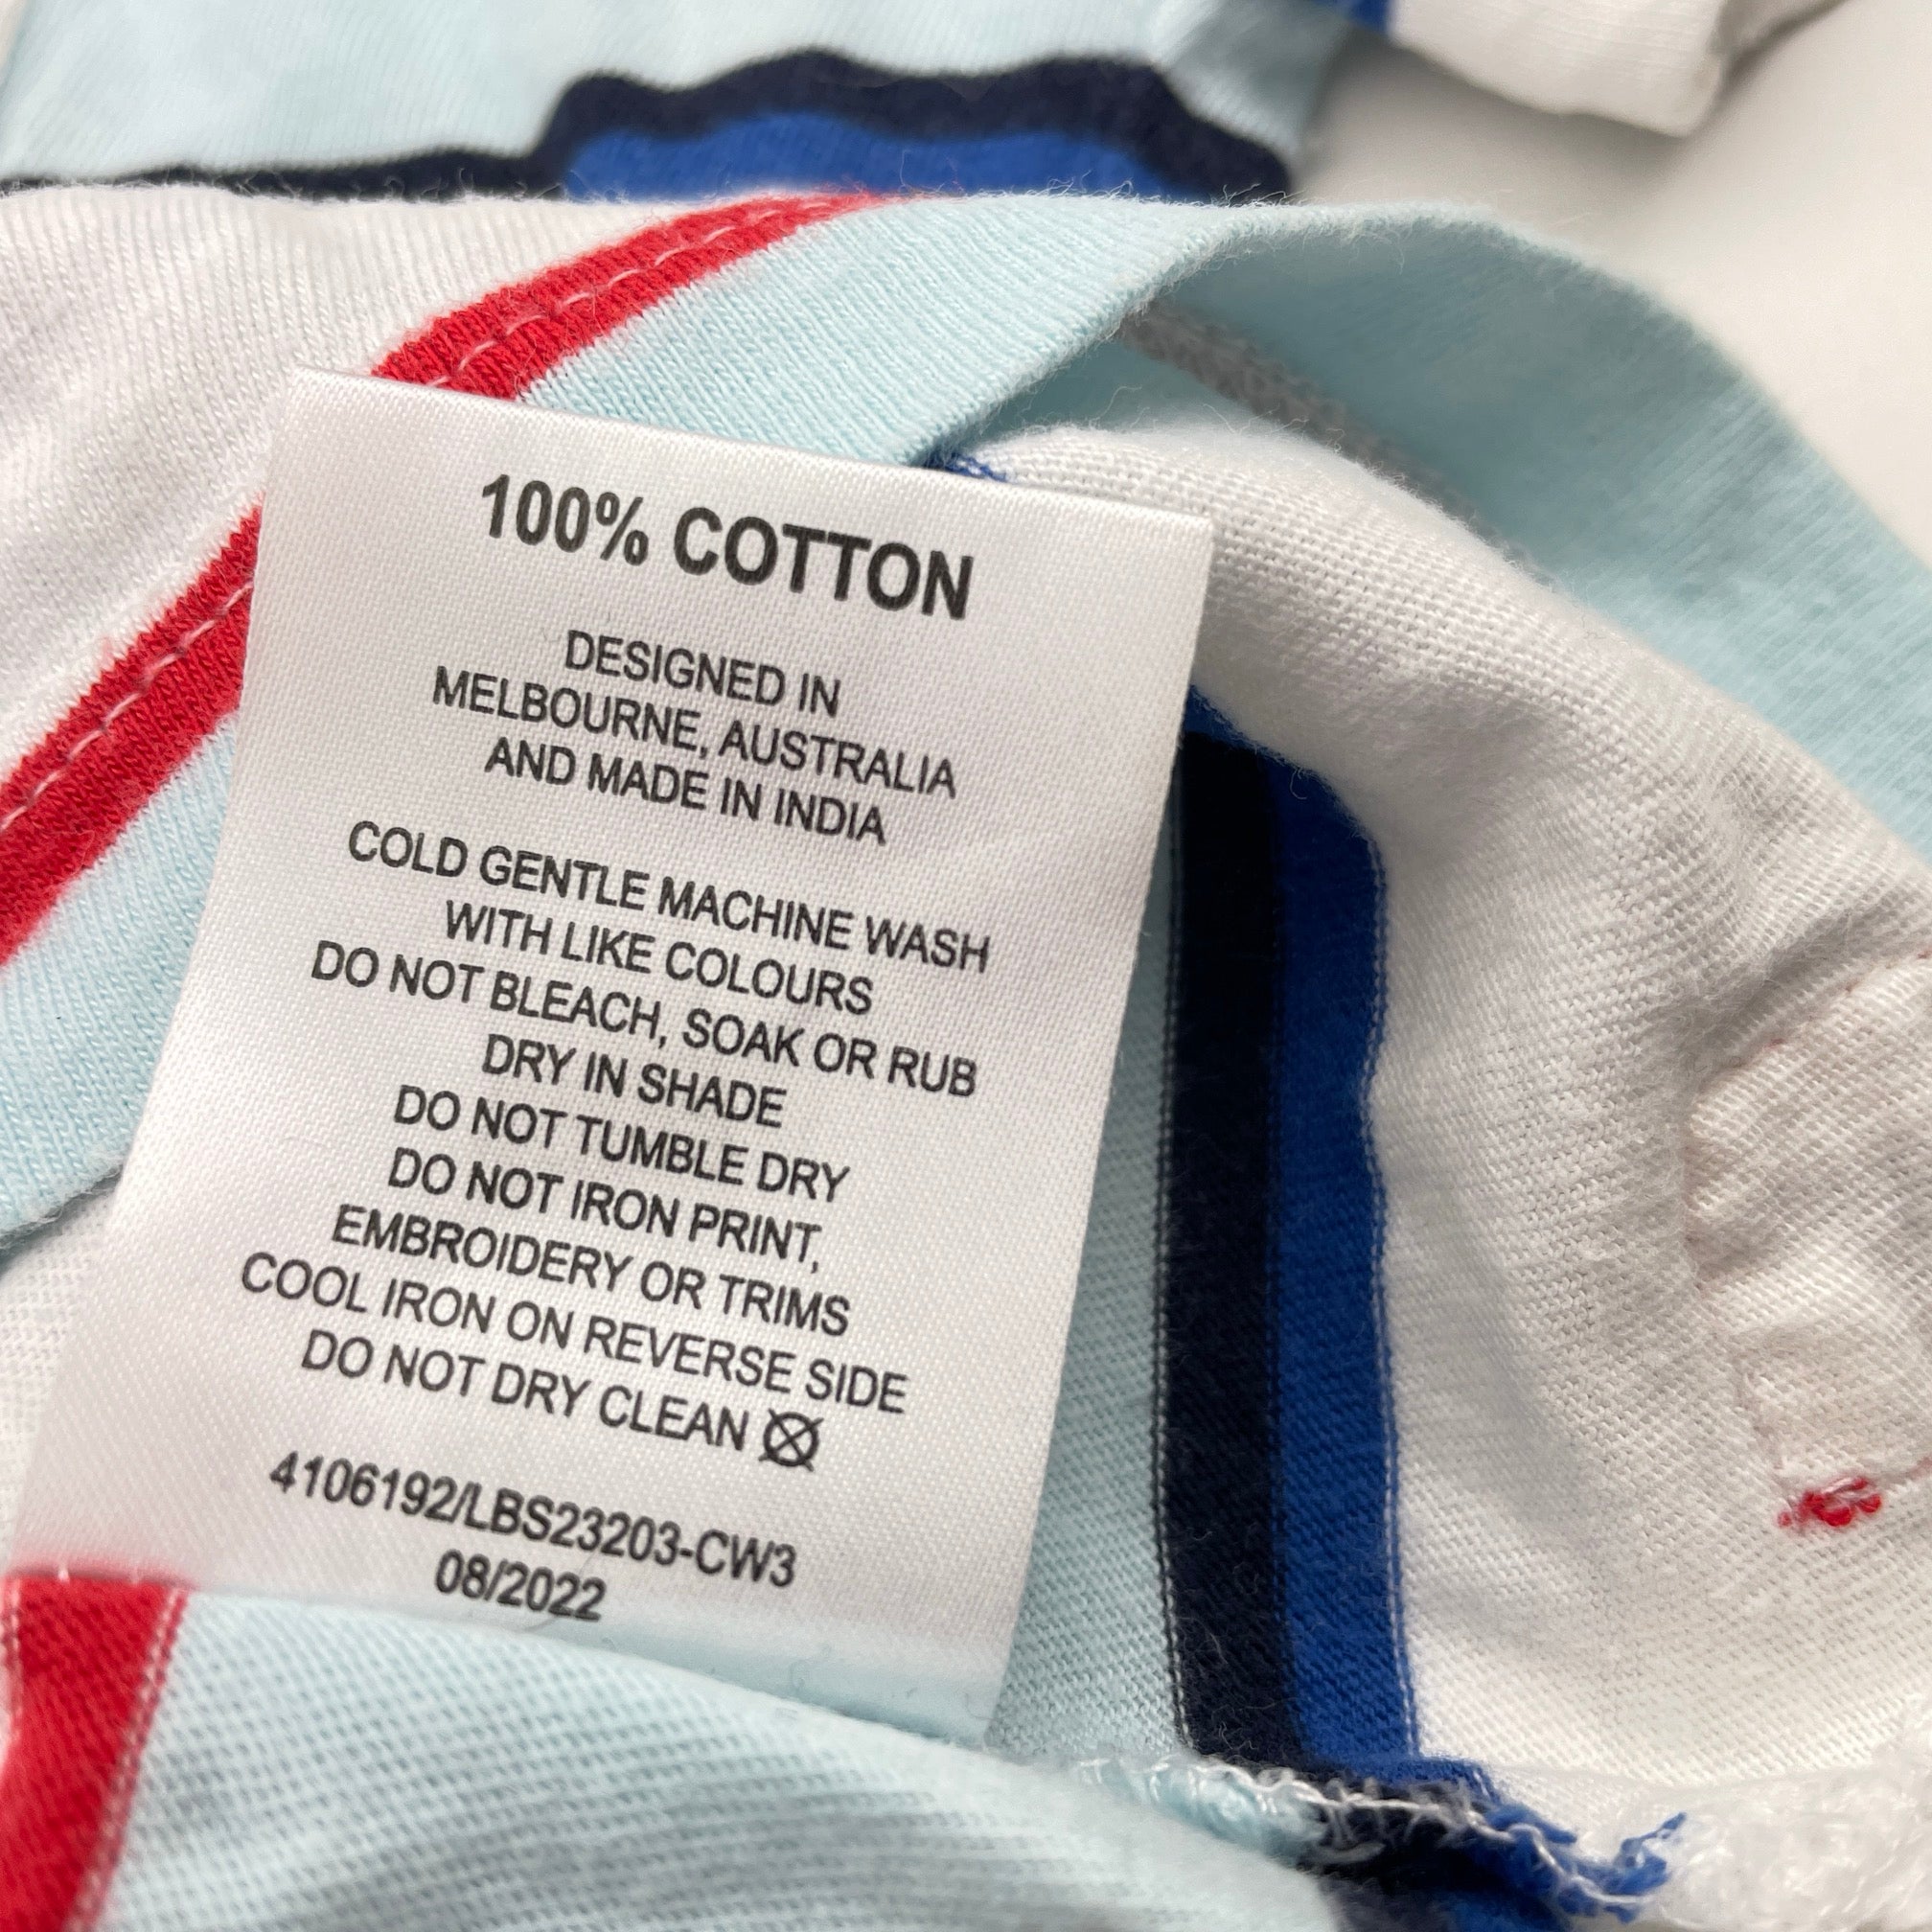 100% COTTON
DESIGNED IN
MELBOURNE, AUSTRALIA
AND MADE IN INDIA
COLD GENTLE MACHINE WASH
WITH LIKE COLOURS
DO NOT BLEACH, SOAK OR RUB
DRY IN SHADE
DO NOT TUMBLE DRY
DO NOT IRON PRINT,
EMBROIDERY OR TRIMS
COOL IRON ON REVERSE SIDE
DO NOT DRY CLEAN
4106192/LBS23203-CW3
08/2022